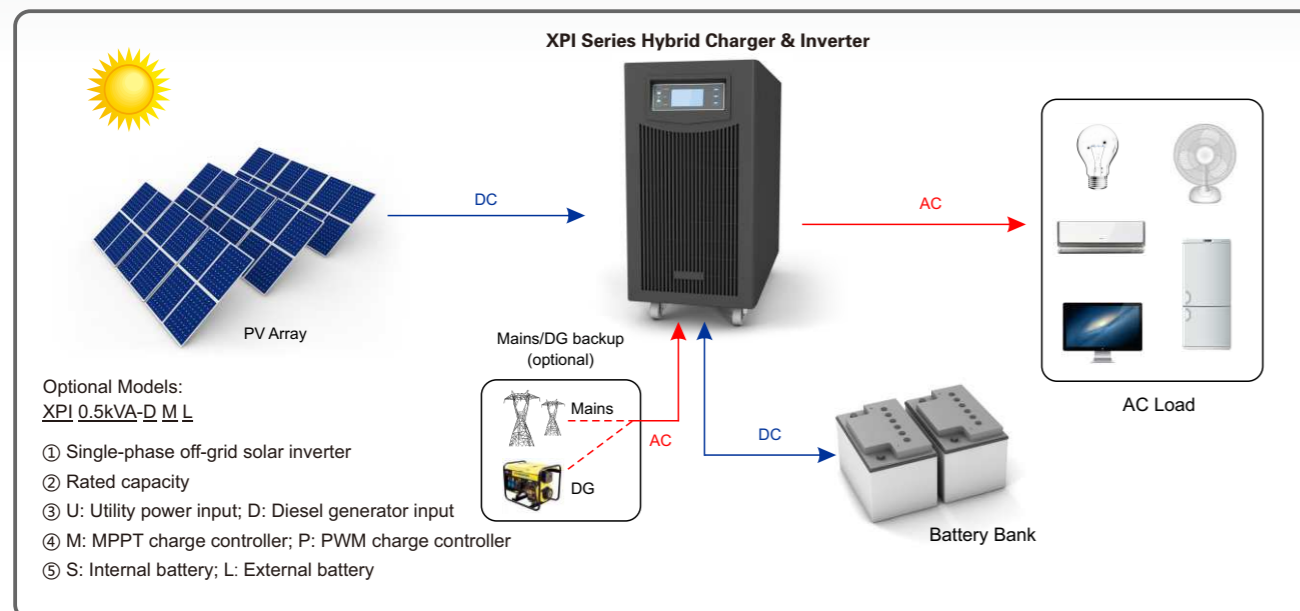 XPI Series Hybrid Charger & Inverter
DC
AC
PV Array
Mains/DG backup
(optional)
Mains
AC
DG
DC
Battery Bank
AC Load
Optional Models:
XPI 0.5kVA-D M L
① Single-phase off-grid solar inverter
② Rated capacity
③ U: Utility power input; D: Diesel generator input
④ M: MPPT charge controller; P: PWM charge controller
⑤ S: Internal battery; L: External battery